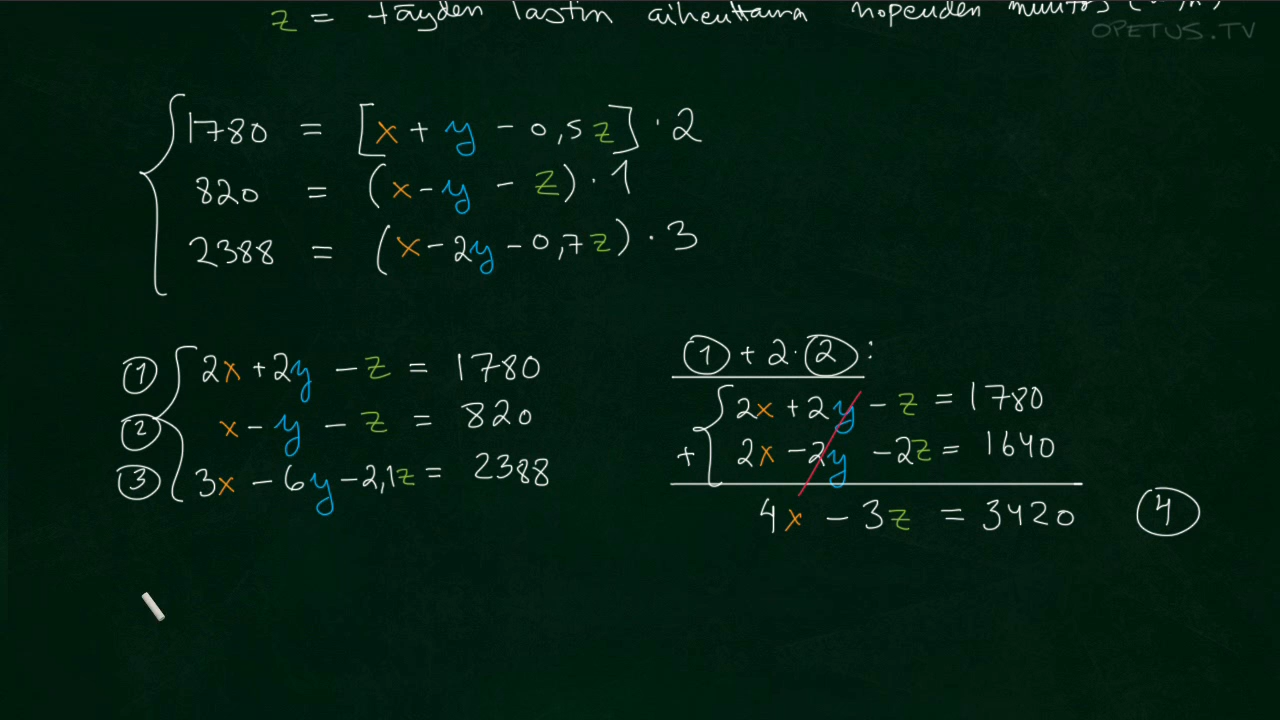 z = täyden lastin aiheuttama nopeuden muutos
OPETUS.TV
1780 = [x + y - 0,5z] · 2
820 = (x - y - z) · 1
2388 = (x - 2y - 0,7z) · 3
① 2x + 2y - z = 1780
② x - y - z = 820
③ 3x - 6y - 2,1z = 2388
① + 2·②:
2x + 2y - z = 1780
+ 2x - 2y - 2z = 1640
4x - 3z = 3420 ④